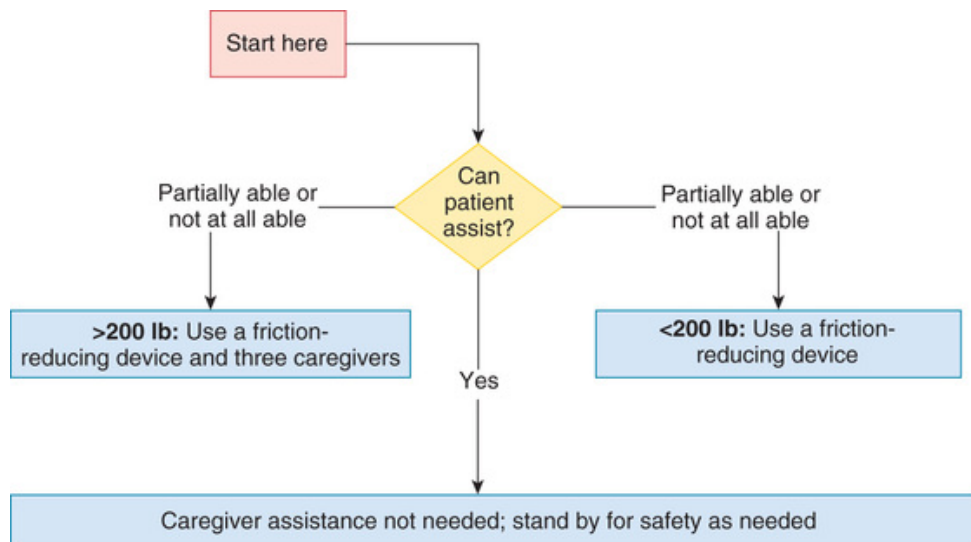 Start here
Can
patient
assist?
Partially able or
not at all able
Partially able or
not at all able
>200 lb: Use a friction-
reducing device and three caregivers
<200 lb: Use a friction-
reducing device
Yes
Caregiver assistance not needed; stand by for safety as needed